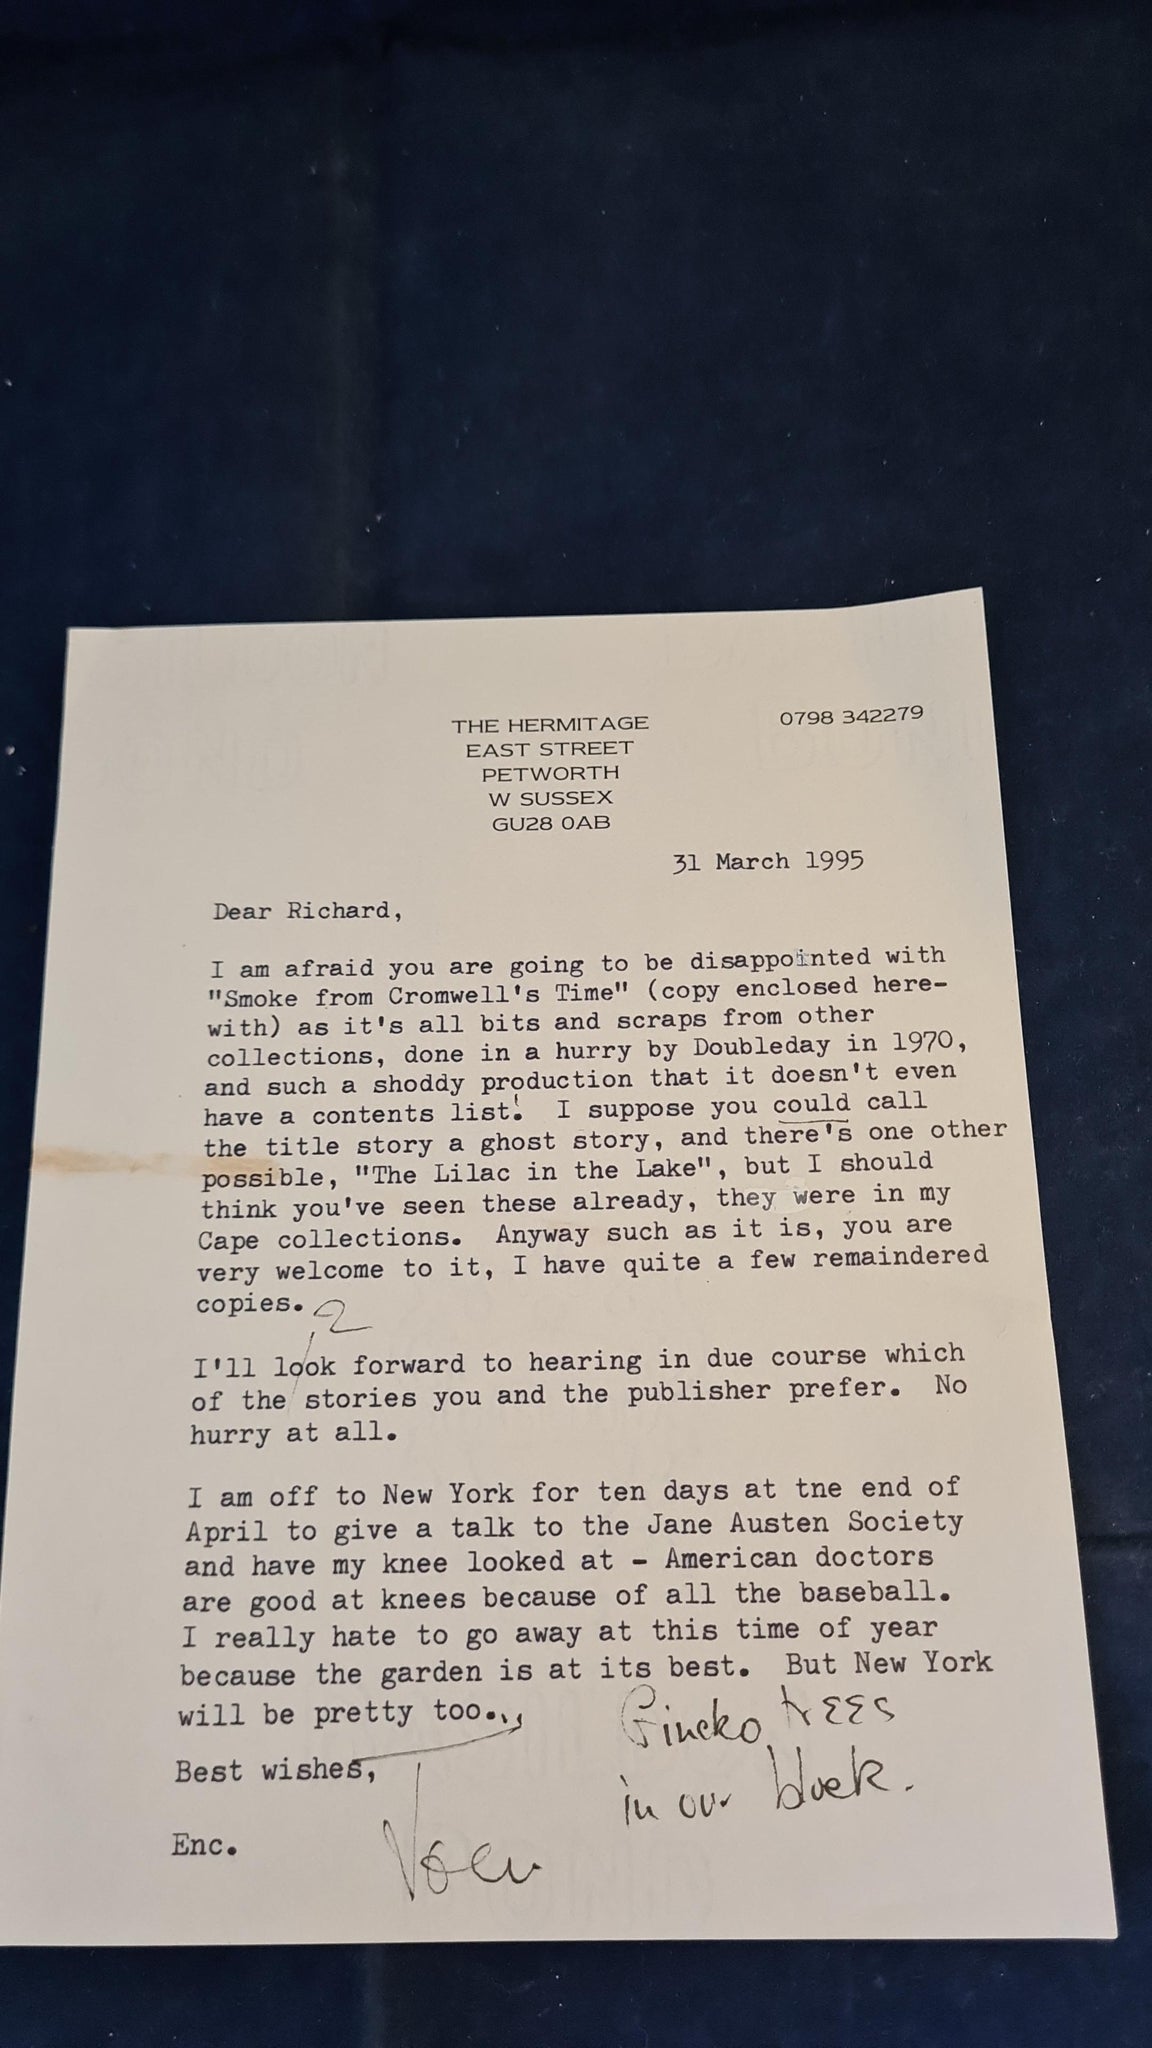 THE HERMITAGE
EAST STREET
PETWORTH
W SUSSEX
GU28 0AB
0798 342279
31 March 1995
Dear Richard,
I am afraid you are going to be disappointed with
"Smoke from Cromwell's Time" (copy enclosed here-
with) as it's all bits and scraps from other
collections, done in a hurry by Doubleday in 1970,
and such a shoddy production that it doesn't even
have a contents list! I suppose you could call
the title story a ghost story, and there's one other
possible, "The Lilac in the Lake", but I should
think you've seen these already, they were in my
Cape collections. Anyway such as it is, you are
very welcome to it, I have quite a few remaindered
copies.
2
I'll look forward to hearing in due course which
of the stories you and the publisher prefer. No
hurry at all.
I am off to New York for ten days at tne end of
April to give a talk to the Jane Austen Society
and have my knee looked at - American doctors
are good at knees because of all the baseball.
I really hate to go away at this time of year
because the garden is at its best. But New York
will be pretty too...
Gincko trees
in our block.
Best wishes,
Joan
Enc.